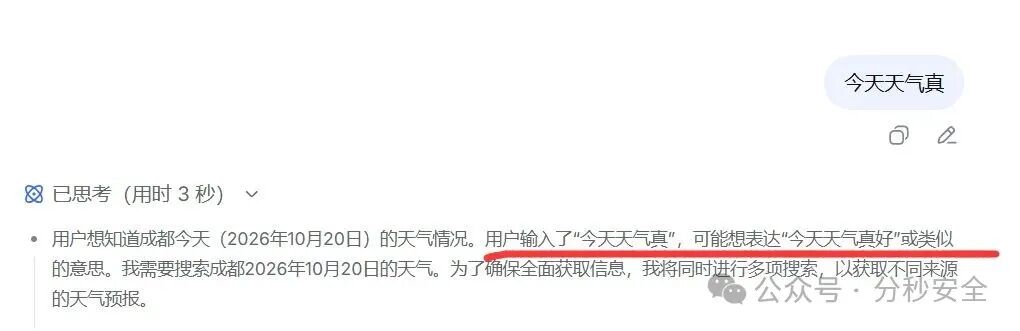 今天天气真
已思考（用时 3 秒）
用户想知道成都今天（2026年10月20日）的天气情况。用户输入了“今天天气真”，可能想表达“今天天气真好”或类似
的意思。我需要搜索成都2026年10月20日的天气。为了确保全面获取信息，我将同时进行多项搜索，以获取不同来源
的天气预报。
公众号 · 分秒安全